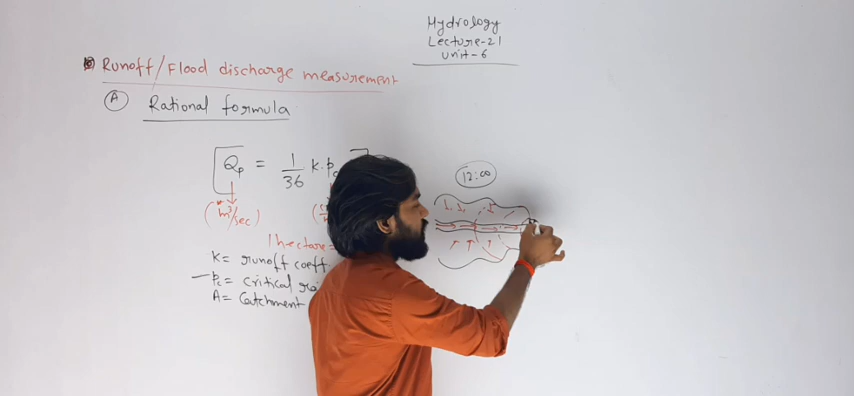 Hydrology
Lecture-21
Unit-6
Runoff/Flood discharge measurement
A Rational formula
Qp = 1/36 K.Pc
(m³/sec)
1 hectare =
K = runoff coeff.
Pc = critical
A = Catchment
12:00